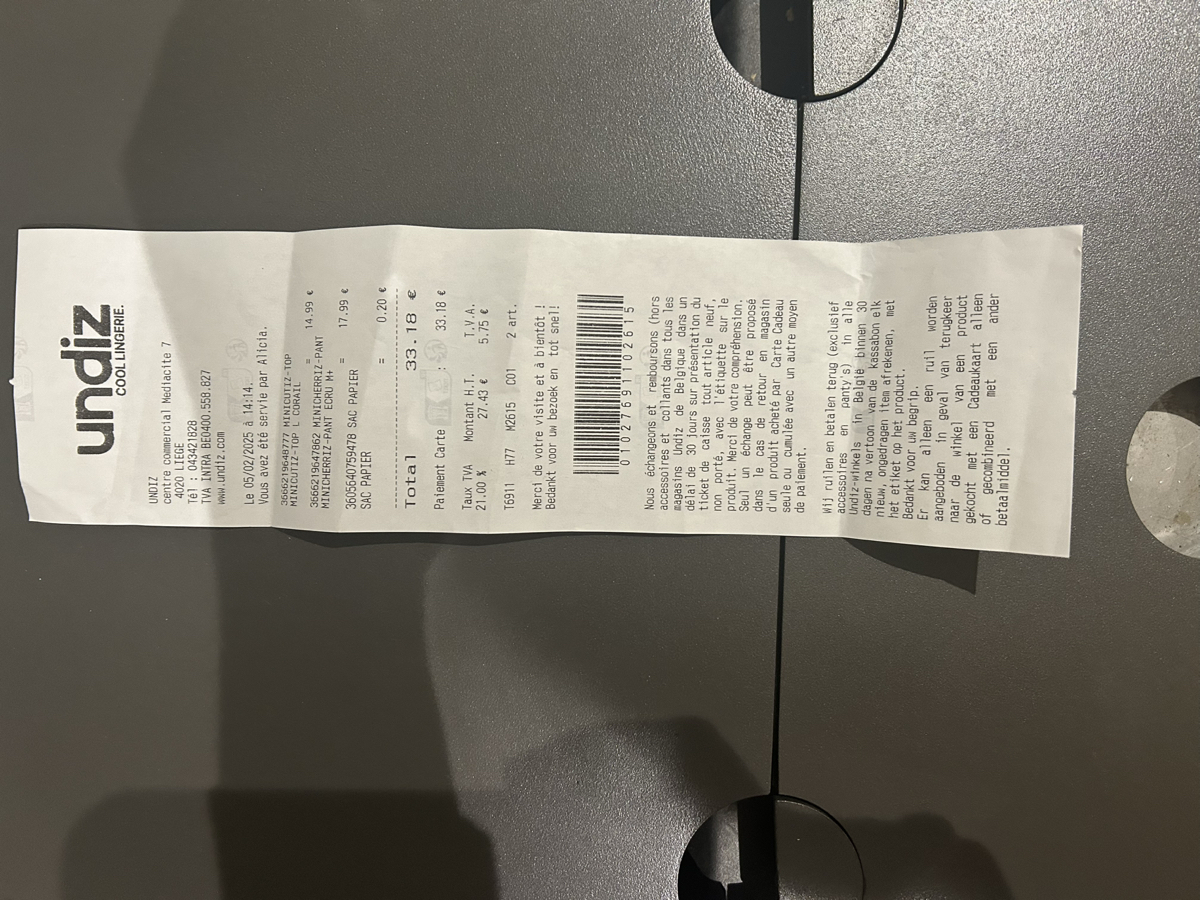 undiz
COOL LINGERIE.
UNDIZ
centre commercial Mediacite 7
4020 LIEGE
Tél : 043421828
TVA INTRA BE0400.558.827
www.undiz.com
Le 05/02/2025 à 14:14.
Vous avez été servie par Alicia.
3666219648777 MINICUTIZ-TOP
MINICUTIZ-TOP L CORAIL = 14.99 €
3666219647862 MINICHERRIZ-PANT
MINICHERRIZ-PANT ECRU M+ = 17.99 €
3605640759478 SAC PAPIER
SAC PAPIER = 0.20 €
Total 33.18 €
Paiement Carte : 33.18 €
Taux TVA Montant H.T. T.V.A.
21.00 % 27.43 € 5.75 €
T6911 H77 M2615 C01 2 art.
Merci de votre visite et à bientôt !
Bedankt voor uw bezoek en tot snel!
0102769110 2615
Nous échangeons et remboursons (hors
accessoires et collants dans tous les
magasins Undiz de Belgique dans un
délai de 30 jours sur présentation du
ticket de caisse tout article neuf,
non porté, avec l'étiquette sur le
produit. Merci de votre compréhension.
Seul un échange peut être proposé
dans le cas de retour en magasin
d'un produit acheté par Carte Cadeau
seule ou cumulée avec un autre moyen
de paiement.
Wij ruilen en betalen terug (exclusief
accessoires en panty's) in alle
Undiz-winkels in België binnen 30
dagen na vertoon van de kassabon elk
nieuw, ongedragen item afrekenen, met
het etiket op het product.
Bedankt voor uw begrip.
Er kan alleen een ruil worden
aangeboden in geval van terugkeer
naar de winkel van een product
gekocht met een Cadeaukaart alleen
of gecombineerd met een ander
betaalmiddel.